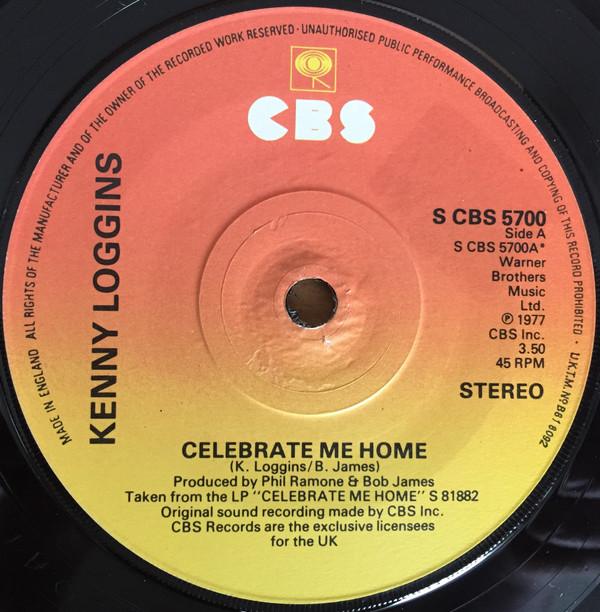 MADE IN ENGLAND ALL RIGHTS OF THE MANUFACTURER AND OF THE OWNER OF THE RECORDED WORK RESERVED · UNAUTHORISED PUBLIC PERFORMANCE BROADCASTING AND COPYING OF THIS RECORD PROHIBITED · U.K.T.M. Nº B618092
CBS
KENNY LOGGINS
S CBS 5700
Side A
S CBS 5700A*
Warner
Brothers
Music
Ltd.
℗ 1977
CBS Inc.
3.50
45 RPM
STEREO
CELEBRATE ME HOME
(K. Loggins/B. James)
Produced by Phil Ramone & Bob James
Taken from the LP "CELEBRATE ME HOME" S 81882
Original sound recording made by CBS Inc.
CBS Records are the exclusive licensees
for the UK